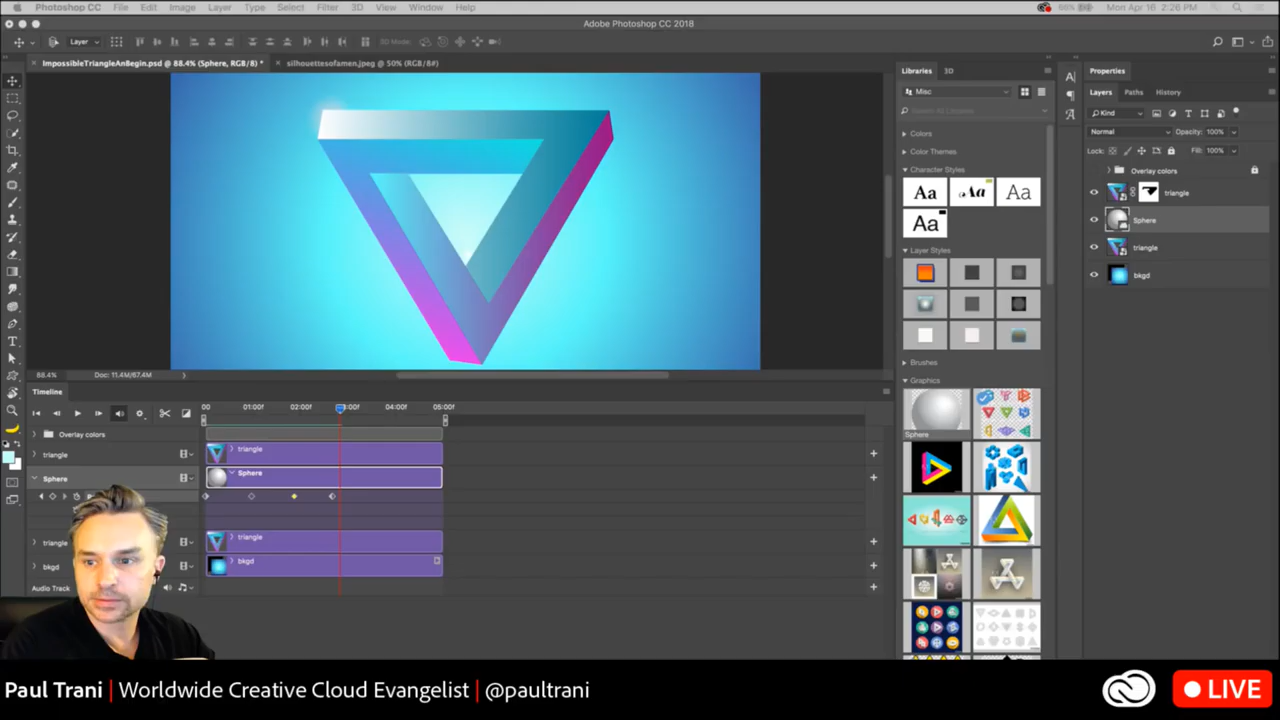 Photoshop CC File Edit Image Layer Type Select Filter 3D View Window Help
Mon Apr 16 2:26 PM
Adobe Photoshop CC 2018
Layer
3D Mode:
ImpossibleTriangleAnBegin.psd @ 88.4% (Sphere, RGB/8) *
silhouettesofamen.jpeg @ 50% (RGB/8#)
Libraries 3D
Misc
Colors
Color Themes
Character Styles
Aa Aa Aa
Aa
Layer Styles
Brushes
Graphics
Sphere
Properties
Layers Paths History
Kind
Normal Opacity: 100%
Lock: Fill: 100%
Overlay colors
triangle
Sphere
triangle
bkgd
88.4% Doc: 11.4M/67.4M
Timeline
00 01:00f 02:00f 3:00f 04:00f 05:00f
Overlay colors
triangle triangle
Sphere Sphere
triangle triangle
bkgd bkgd
Audio Track
Paul Trani | Worldwide Creative Cloud Evangelist | @paultrani
LIVE